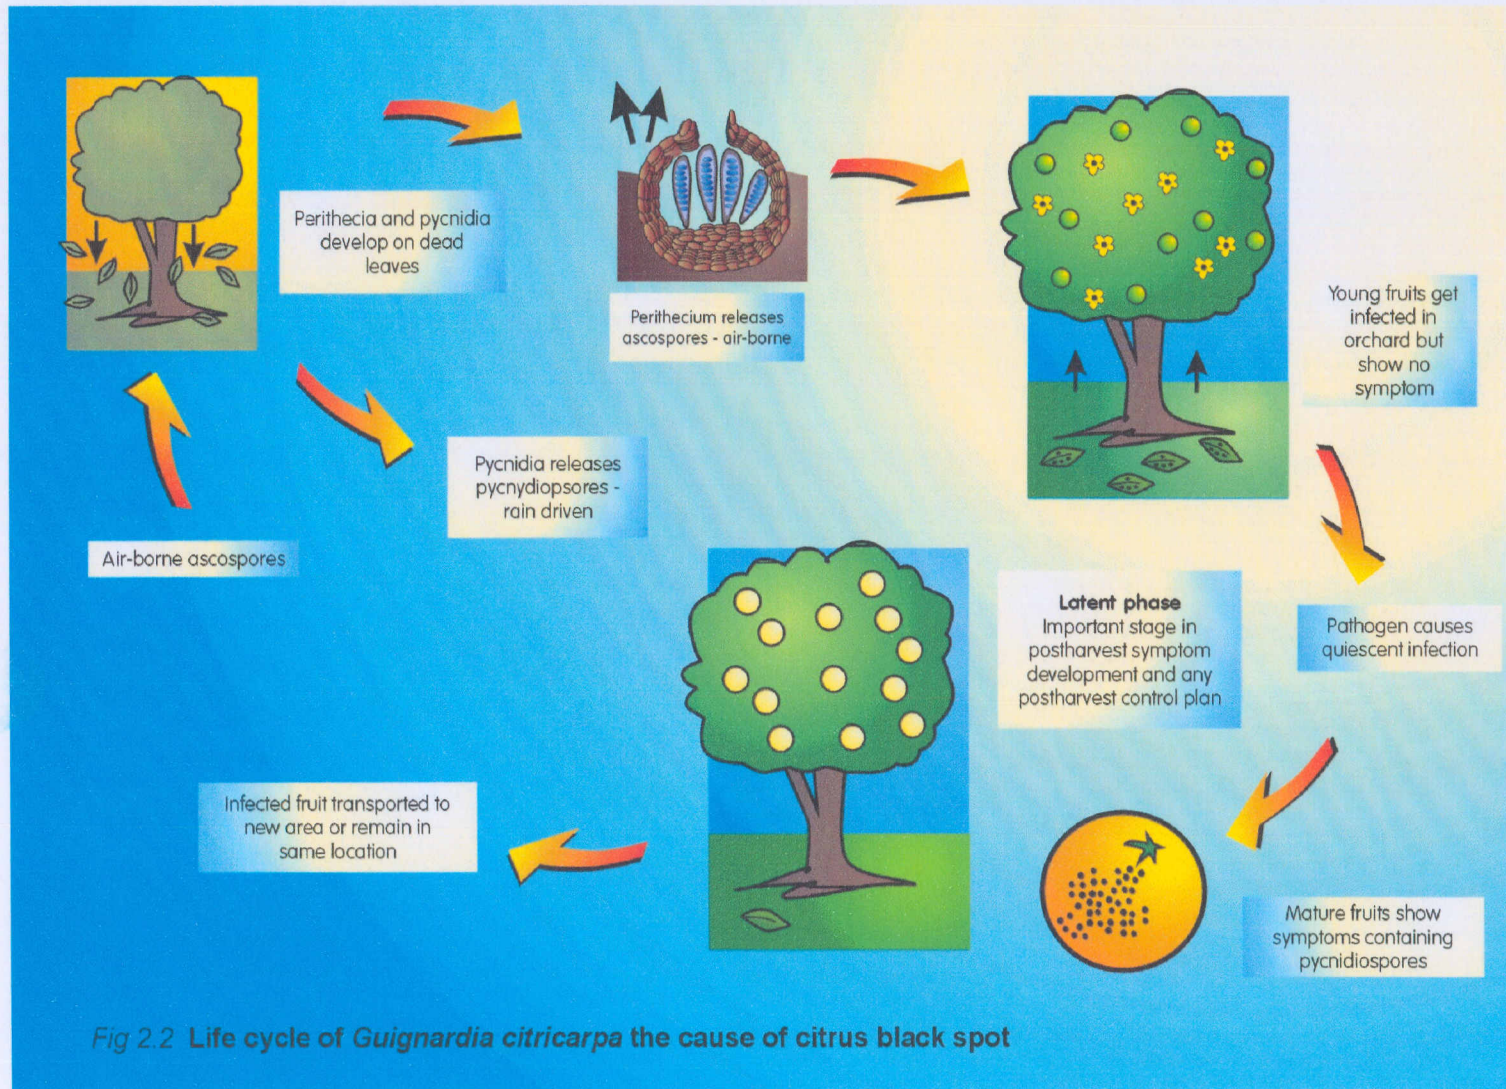 Perithecia and pycnidia
develop on dead
leaves
Perithecium releases
ascospores - air-borne
Young fruits get
infected in
orchard but
show no
symptom
Pycnidia releases
pycnydiopsores -
rain driven
Air-borne ascospores
Latent phase
Important stage in
postharvest symptom
development and any
postharvest control plan
Pathogen causes
quiescent infection
Infected fruit transported to
new area or remain in
same location
Mature fruits show
symptoms containing
pycnidiospores
Fig 2.2 Life cycle of Guignardia citricarpa the cause of citrus black spot